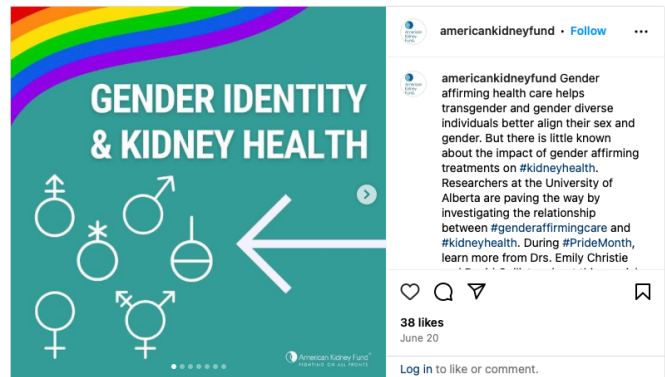 GENDER IDENTITY
& KIDNEY HEALTH
American Kidney Fund
FIGHTING ON ALL FRONTS
americankidneyfund • Follow
americankidneyfund Gender
affirming health care helps
transgender and gender diverse
individuals better align their sex and
gender. But there is little known
about the impact of gender affirming
treatments on #kidneyhealth.
Researchers at the University of
Alberta are paving the way by
investigating the relationship
between #genderaffirmingcare and
#kidneyhealth. During #PrideMonth,
learn more from Drs. Emily Christie
38 likes
June 20
Log in to like or comment.